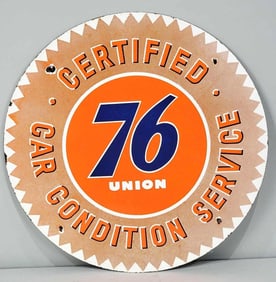 CERTIFIED
76
UNION
CAR CONDITION SERVICE